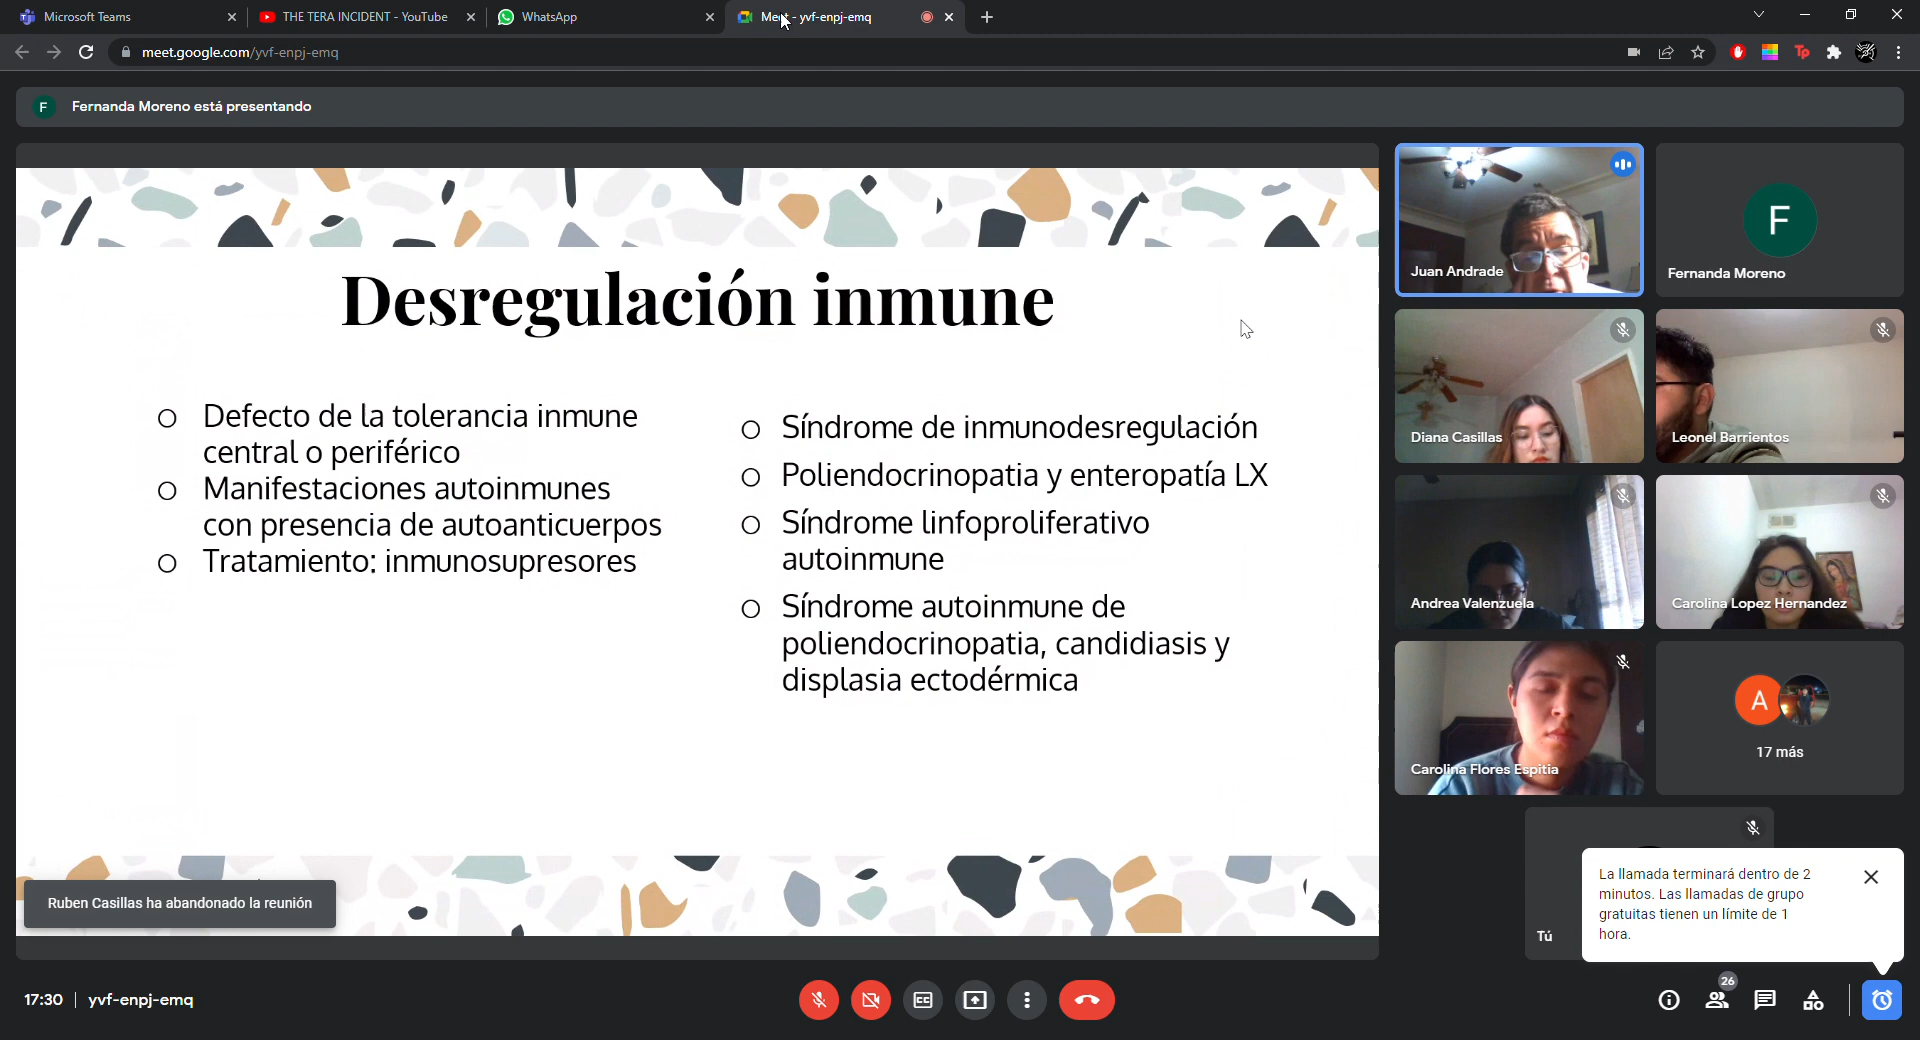 Microsoft Teams
THE TERA INCIDENT - YouTube
WhatsApp
Meet - yvf-enpj-emq
meet.google.com/yvf-enpj-emq
Tp
F
Fernanda Moreno está presentando
Desregulación inmune
Defecto de la tolerancia inmune
central o periférico
Manifestaciones autoinmunes
con presencia de autoanticuerpos
Tratamiento: inmunosupresores
Síndrome de inmunodesregulación
Poliendocrinopatia y enteropatía LX
Síndrome linfoproliferativo
autoinmune
Síndrome autoinmune de
poliendocrinopatia, candidiasis y
displasia ectodérmica
Juan Andrade
F
Fernanda Moreno
Diana Casillas
Leonel Barrientos
Andrea Valenzuela
Carolina Lopez Hernandez
Carolina Flores Espitia
A
17 más
Tú
La llamada terminará dentro de 2
minutos. Las llamadas de grupo
gratuitas tienen un límite de 1
hora.
Ruben Casillas ha abandonado la reunión
17:30 | yvf-enpj-emq
26